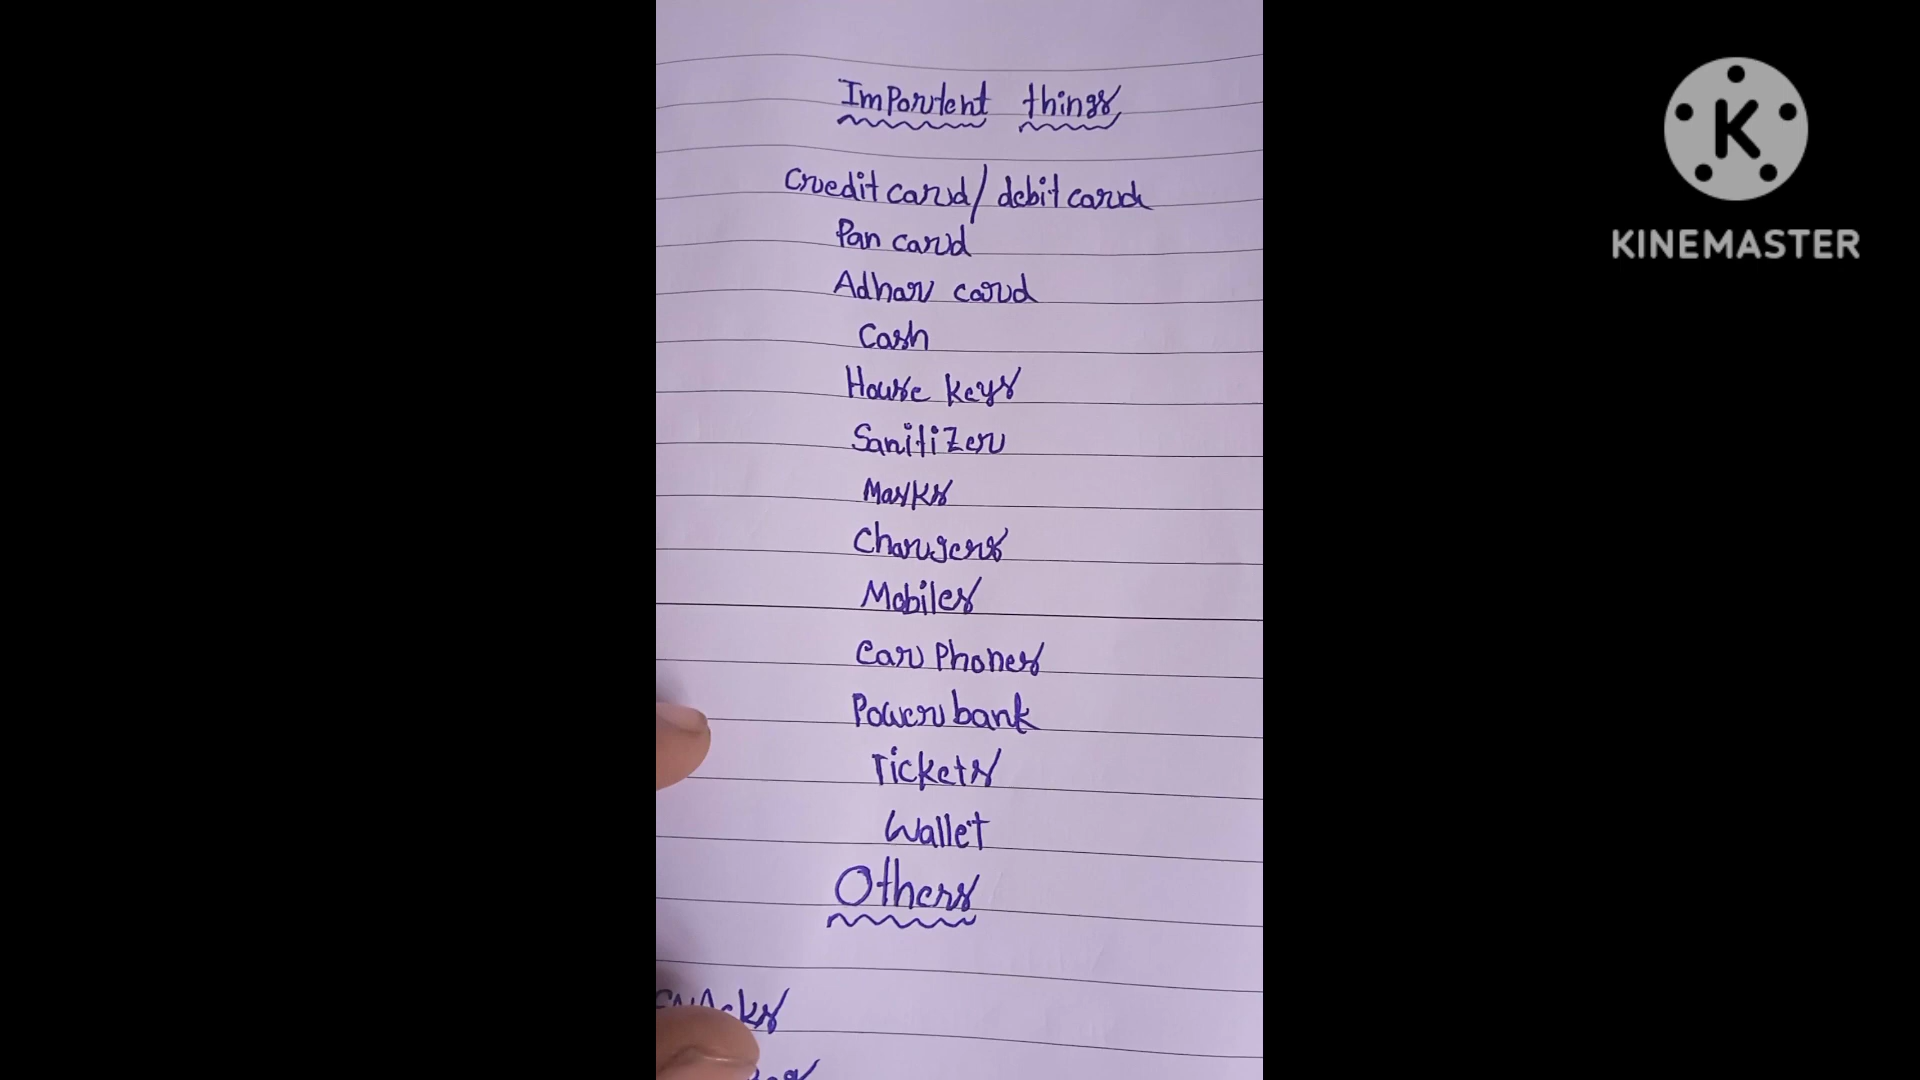 Importent things
Credit card/ debit card
Pan card
Adhar card
Cash
House keys
Sanitizer
Masks
Chargers
Mobiles
Ear Phones
Power bank
Tickets
Wallet
Others
KINEMASTER